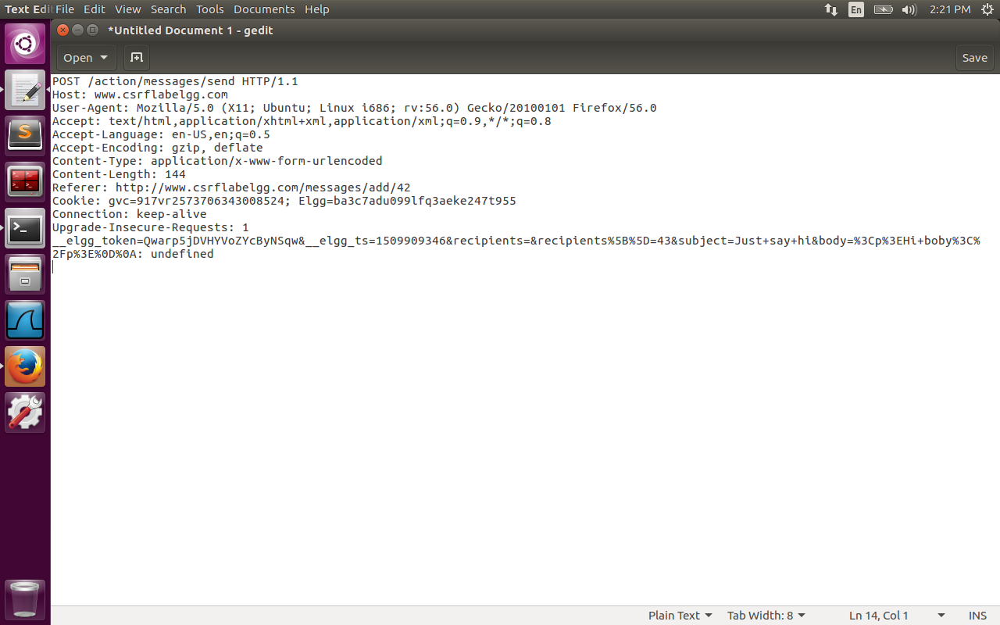 Text Edit File Edit View Search Tools Documents Help En 2:21 PM
*Untitled Document 1 - gedit
Open Save
POST /action/messages/send HTTP/1.1
Host: www.csrflabelgg.com
User-Agent: Mozilla/5.0 (X11; Ubuntu; Linux i686; rv:56.0) Gecko/20100101 Firefox/56.0
Accept: text/html,application/xhtml+xml,application/xml;q=0.9,*/*;q=0.8
Accept-Language: en-US,en;q=0.5
Accept-Encoding: gzip, deflate
Content-Type: application/x-www-form-urlencoded
Content-Length: 144
Referer: http://www.csrflabelgg.com/messages/add/42
Cookie: gvc=917vr2573706343008524; Elgg=ba3c7adu099lfq3aeke247t955
Connection: keep-alive
Upgrade-Insecure-Requests: 1
__elgg_token=Qwarp5jDVHYVoZYcByNSqw&__elgg_ts=1509909346&recipients=&recipients%5B%5D=43&subject=Just+say+hi&body=%3Cp%3EHi+boby%3C%
2Fp%3E%0D%0A: undefined
Plain Text Tab Width: 8 Ln 14, Col 1 INS